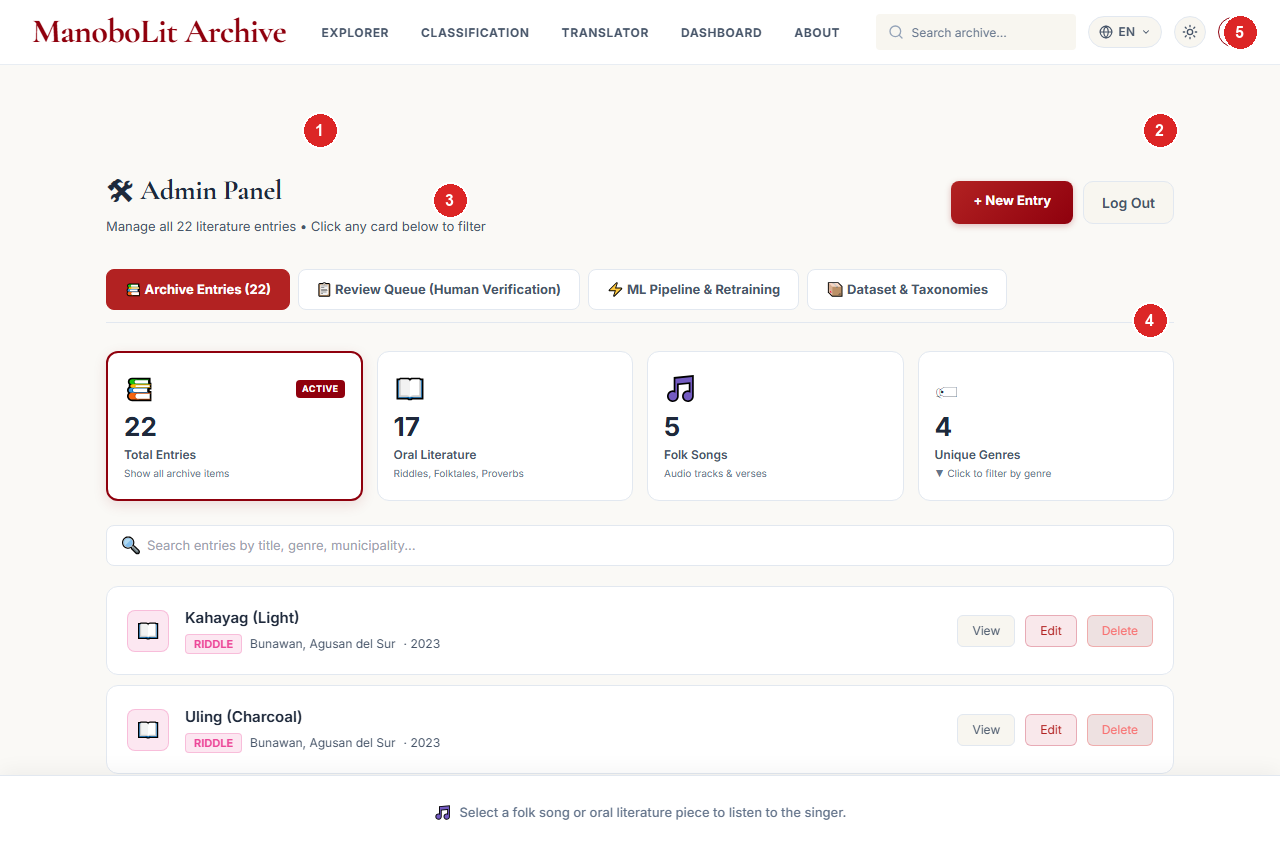 ManoboLit Archive
EXPLORER CLASSIFICATION TRANSLATOR DASHBOARD ABOUT
Search archive...
EN
5
1
2
🛠 Admin Panel
3
Manage all 22 literature entries • Click any card below to filter
+ New Entry
Log Out
📚 Archive Entries (22)
📋 Review Queue (Human Verification)
⚡ ML Pipeline & Retraining
📦 Dataset & Taxonomies
4
ACTIVE
22
Total Entries
Show all archive items
17
Oral Literature
Riddles, Folktales, Proverbs
5
Folk Songs
Audio tracks & verses
4
Unique Genres
▼ Click to filter by genre
🔍 Search entries by title, genre, municipality...
Kahayag (Light)
RIDDLE Bunawan, Agusan del Sur · 2023
View Edit Delete
Uling (Charcoal)
RIDDLE Bunawan, Agusan del Sur · 2023
View Edit Delete
🎵 Select a folk song or oral literature piece to listen to the singer.